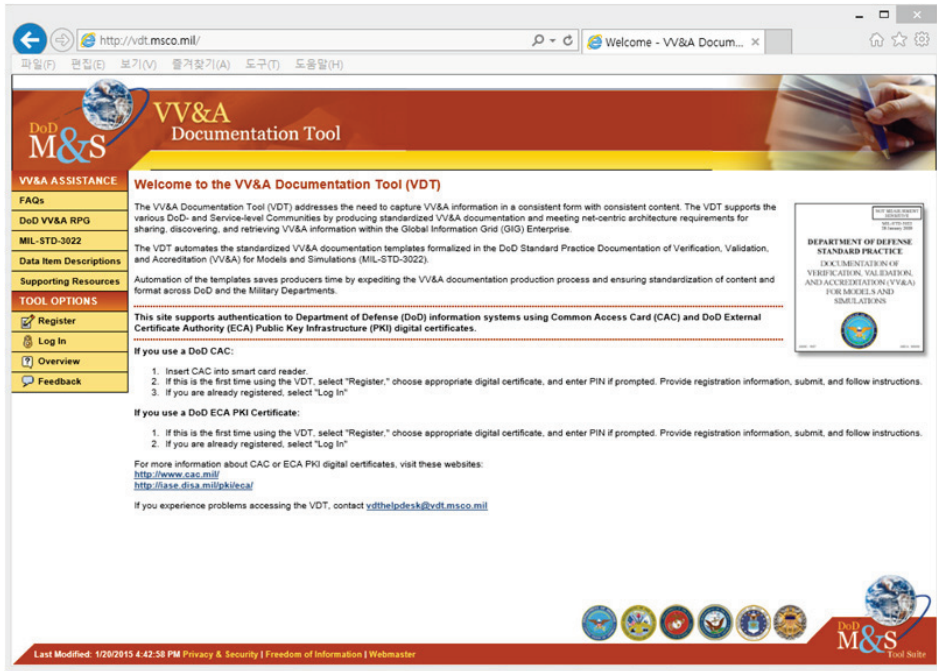 http://vdt.msco.mil/
Welcome - VV&A Docum...
파일(F) 편집(E) 보기(V) 즐겨찾기(A) 도구(T) 도움말(H)
DoD
M&S
VV&A
Documentation Tool
VV&A ASSISTANCE
FAQs
DoD VV&A RPG
MIL-STD-3022
Data Item Descriptions
Supporting Resources
TOOL OPTIONS
Register
Log In
Overview
Feedback
Welcome to the VV&A Documentation Tool (VDT)
The VV&A Documentation Tool (VDT) addresses the need to capture VV&A information in a consistent form with consistent content. The VDT supports the
various DoD- and Service-level Communities by producing standardized VV&A documentation and meeting net-centric architecture requirements for
sharing, discovering, and retrieving VV&A information within the Global Information Grid (GIG) Enterprise.
The VDT automates the standardized VV&A documentation templates formalized in the DoD Standard Practice Documentation of Verification, Validation,
and Accreditation (VV&A) for Models and Simulations (MIL-STD-3022).
Automation of the templates saves producers time by expediting the VV&A documentation production process and ensuring standardization of content and
format across DoD and the Military Departments.
This site supports authentication to Department of Defense (DoD) information systems using Common Access Card (CAC) and DoD External
Certificate Authority (ECA) Public Key Infrastructure (PKI) digital certificates.
If you use a DoD CAC:
1. Insert CAC into smart card reader.
2. If this is the first time using the VDT, select "Register," choose appropriate digital certificate, and enter PIN if prompted. Provide registration information, submit, and follow instructions.
3. If you are already registered, select "Log In"
If you use a DoD ECA PKI Certificate:
1. If this is the first time using the VDT, select "Register," choose appropriate digital certificate, and enter PIN if prompted. Provide registration information, submit, and follow instructions.
2. If you are already registered, select "Log In"
For more information about CAC or ECA PKI digital certificates, visit these websites:
http://www.cac.mil/
http://iase.disa.mil/pki/eca/
If you experience problems accessing the VDT, contact vdthelpdesk@vdt.msco.mil
DEPARTMENT OF DEFENSE
STANDARD PRACTICE
DOCUMENTATION OF
VERIFICATION, VALIDATION,
AND ACCREDITATION (VV&A)
FOR MODELS AND
SIMULATIONS
DoD
M&S
Tool Suite
Last Modified: 1/20/2015 4:42:58 PM Privacy & Security | Freedom of Information | Webmaster